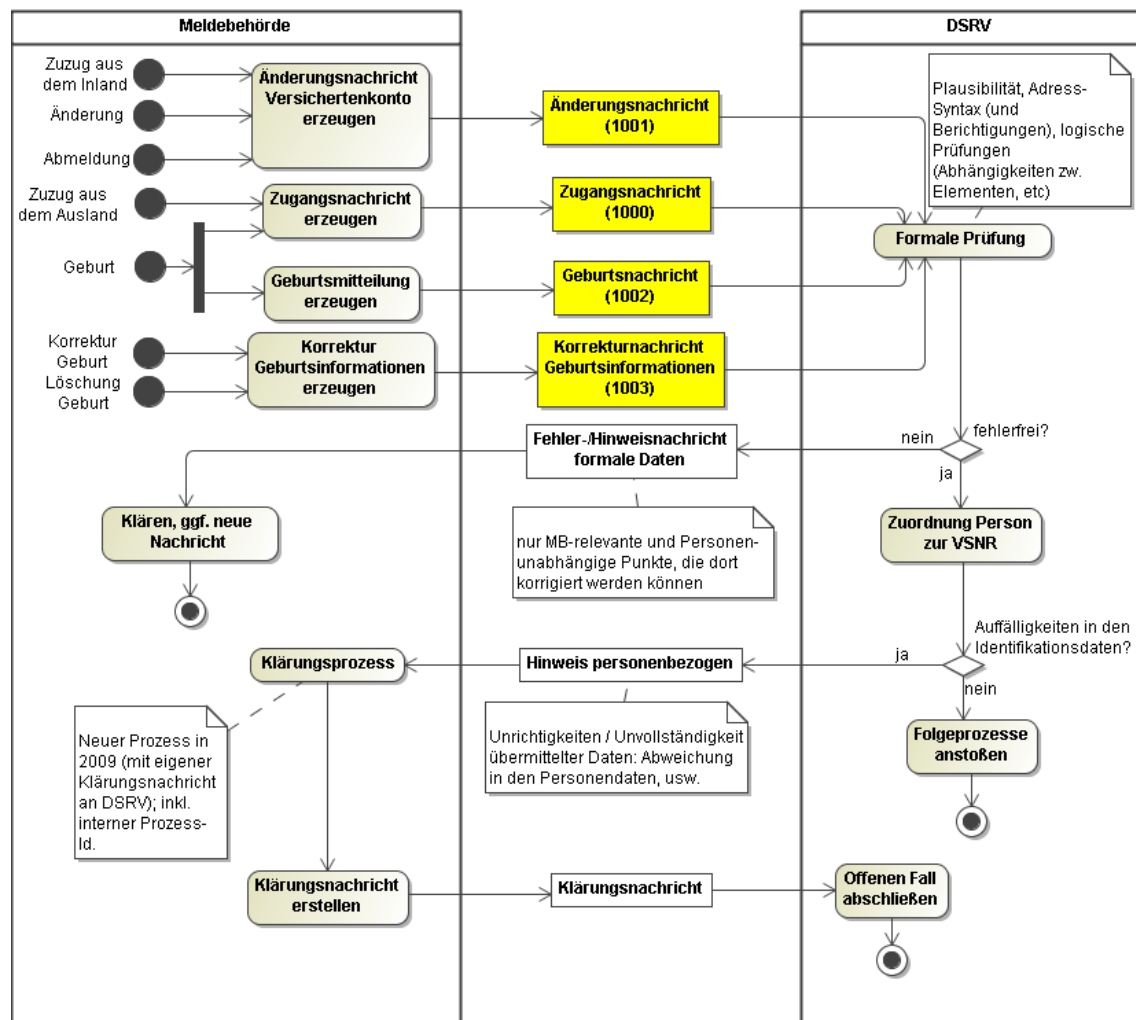 Meldebehörde
DSRV
Zuzug aus
dem Inland
Änderung
Abmeldung
Änderungsnachricht
Versichertenkonto
erzeugen
Änderungsnachricht
(1001)
Plausibilität, Adress-
Syntax (und
Berichtigungen), logische
Prüfungen
(Abhängigkeiten zw.
Elementen, etc)
Zuzug aus
dem Ausland
Zugangsnachricht
erzeugen
Zugangsnachricht
(1000)
Formale Prüfung
Geburt
Geburtsmitteilung
erzeugen
Geburtsnachricht
(1002)
Korrektur
Geburt
Löschung
Geburt
Korrektur
Geburtsinformationen
erzeugen
Korrekturnachricht
Geburtsinformationen
(1003)
fehlerfrei?
nein
ja
Fehler-/Hinweisnachricht
formale Daten
Klären, ggf. neue
Nachricht
nur MB-relevante und Personen-
unabhängige Punkte, die dort
korrigiert werden können
Zuordnung Person
zur VSNR
Auffälligkeiten in den
Identifikationsdaten?
ja
nein
Hinweis personenbezogen
Klärungsprozess
Neuer Prozess in
2009 (mit eigener
Klärungsnachricht
an DSRV); inkl.
interner Prozess-
Id.
Unrichtigkeiten / Unvollständigkeit
übermittelter Daten: Abweichung
in den Personendaten, usw.
Folgeprozesse
anstoßen
Klärungsnachricht
erstellen
Klärungsnachricht
Offenen Fall
abschließen